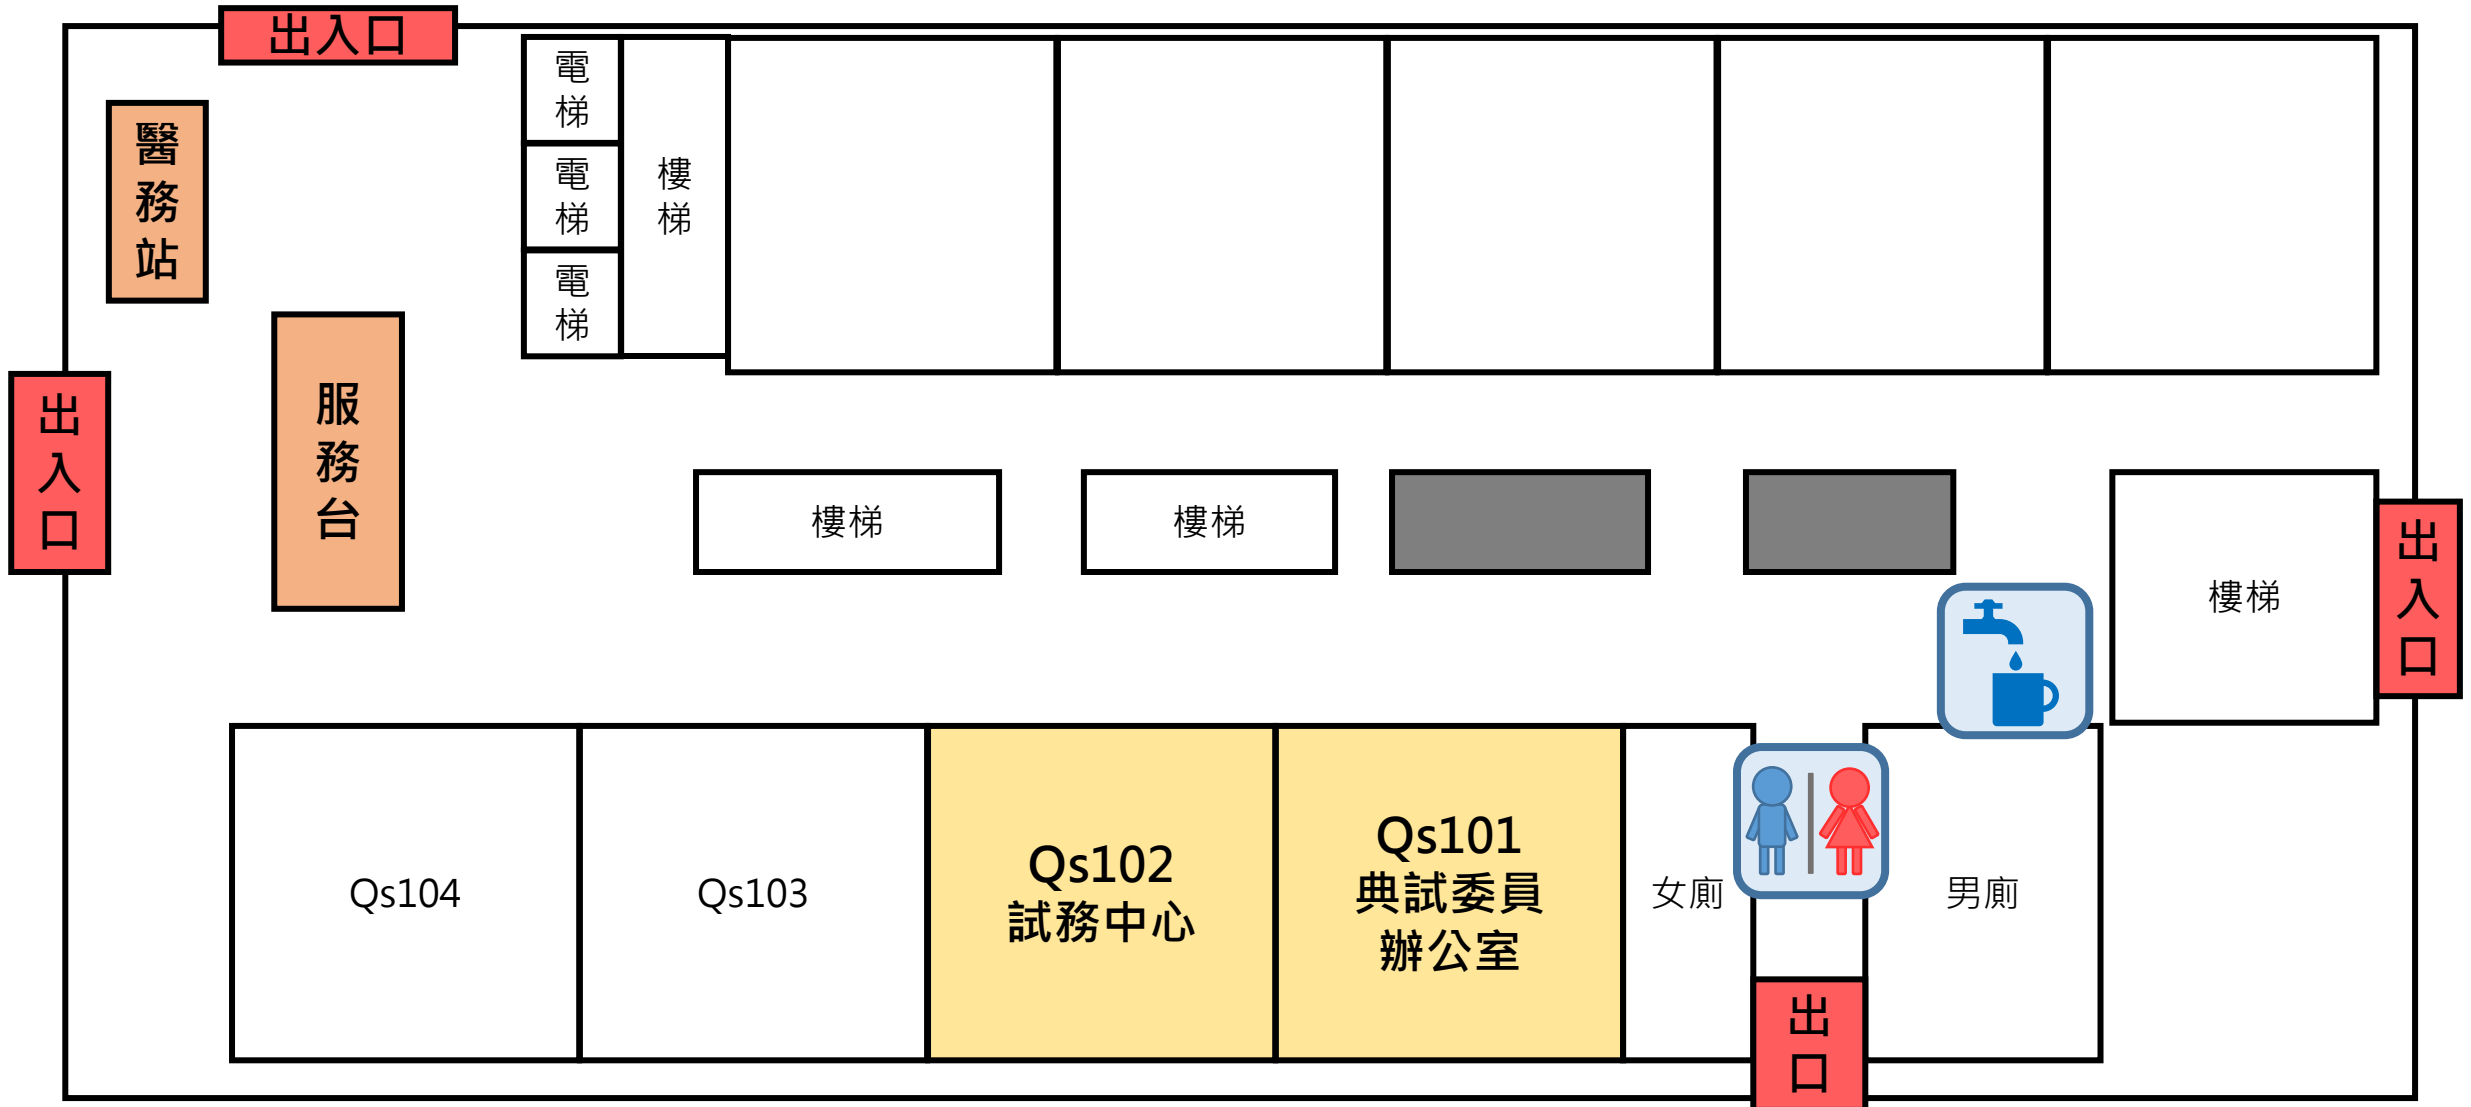 出入口
電梯
電梯
電梯
樓梯
醫務站
服務台
出入口
樓梯
樓梯
樓梯
出入口
Qs104
Qs103
Qs102
試務中心
Qs101
典試委員
辦公室
女廁
男廁
出口